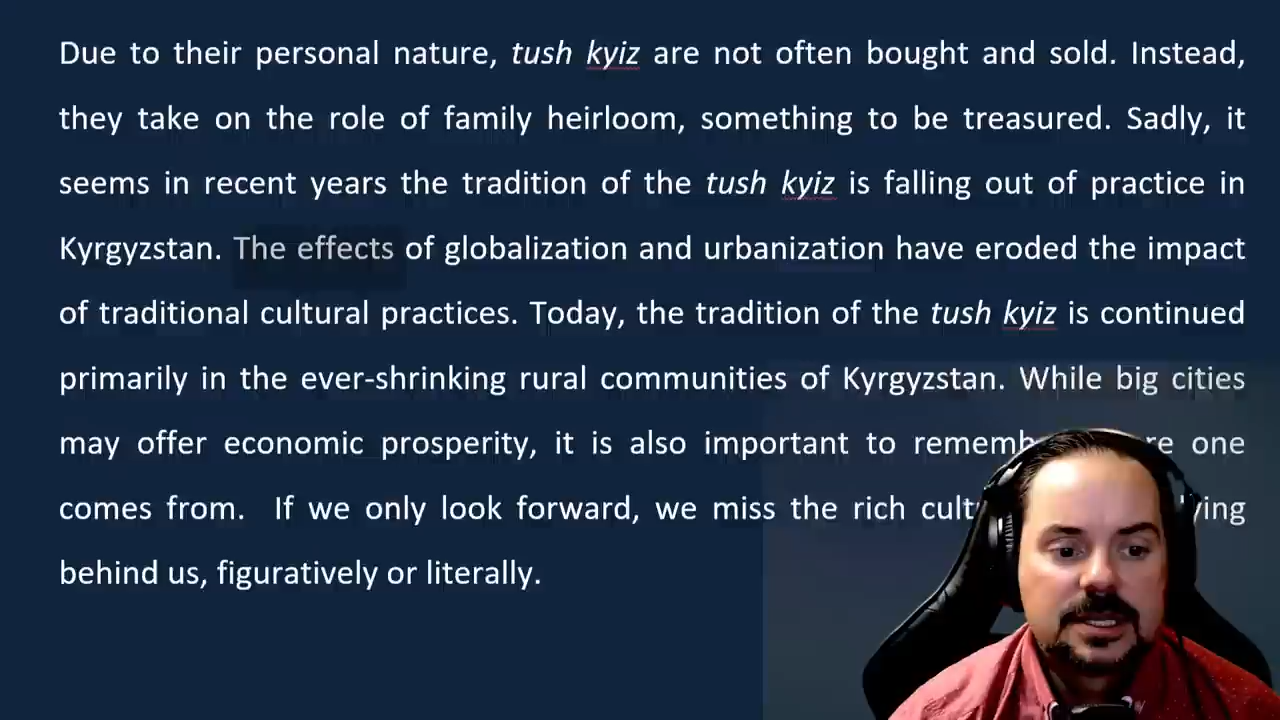 Due to their personal nature, tush kyiz are not often bought and sold. Instead,
they take on the role of family heirloom, something to be treasured. Sadly, it
seems in recent years the tradition of the tush kyiz is falling out of practice in
Kyrgyzstan. The effects of globalization and urbanization have eroded the impact
of traditional cultural practices. Today, the tradition of the tush kyiz is continued
primarily in the ever-shrinking rural communities of Kyrgyzstan. While big cities
may offer economic prosperity, it is also important to one
comes from. If we only look forward, we miss the rich
behind us, figuratively or literally.